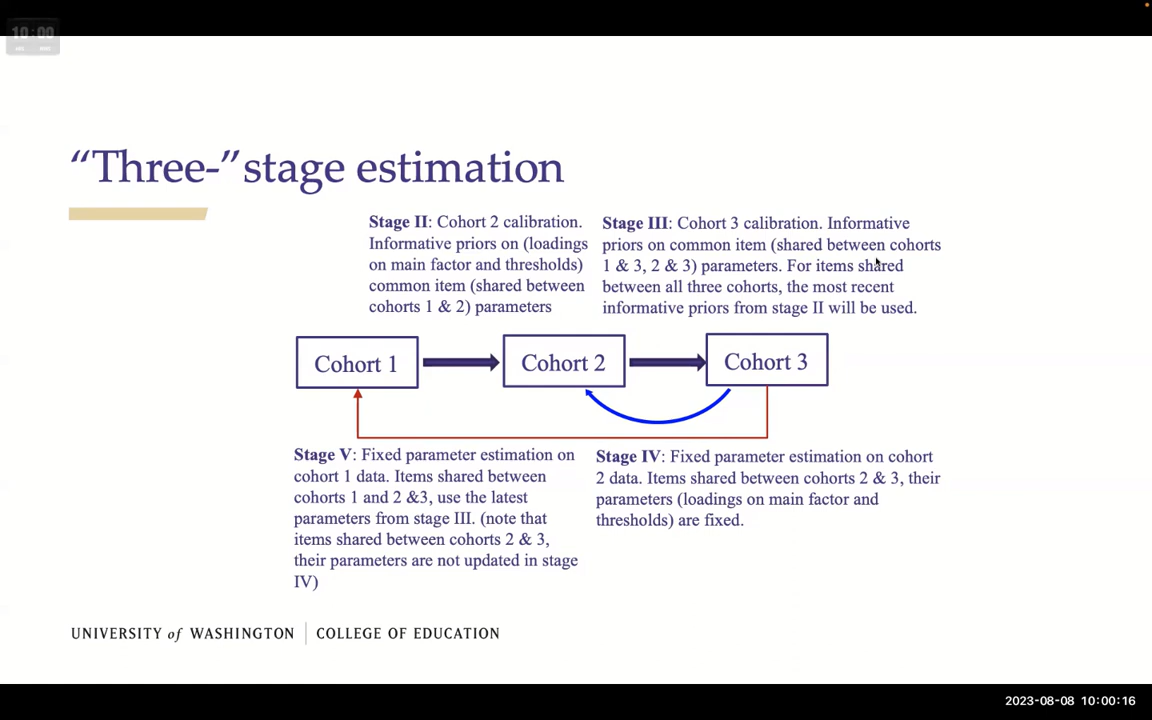 10:00
“Three-”stage estimation
Stage II: Cohort 2 calibration.
Informative priors on (loadings
on main factor and thresholds)
common item (shared between
cohorts 1 & 2) parameters
Stage III: Cohort 3 calibration. Informative
priors on common item (shared between cohorts
1 & 3, 2 & 3) parameters. For items shared
between all three cohorts, the most recent
informative priors from stage II will be used.
Cohort 1
Cohort 2
Cohort 3
Stage V: Fixed parameter estimation on
cohort 1 data. Items shared between
cohorts 1 and 2 &3, use the latest
parameters from stage III. (note that
items shared between cohorts 2 & 3,
their parameters are not updated in stage
IV)
Stage IV: Fixed parameter estimation on cohort
2 data. Items shared between cohorts 2 & 3, their
parameters (loadings on main factor and
thresholds) are fixed.
UNIVERSITY of WASHINGTON | COLLEGE OF EDUCATION
2023-08-08 10:00:16